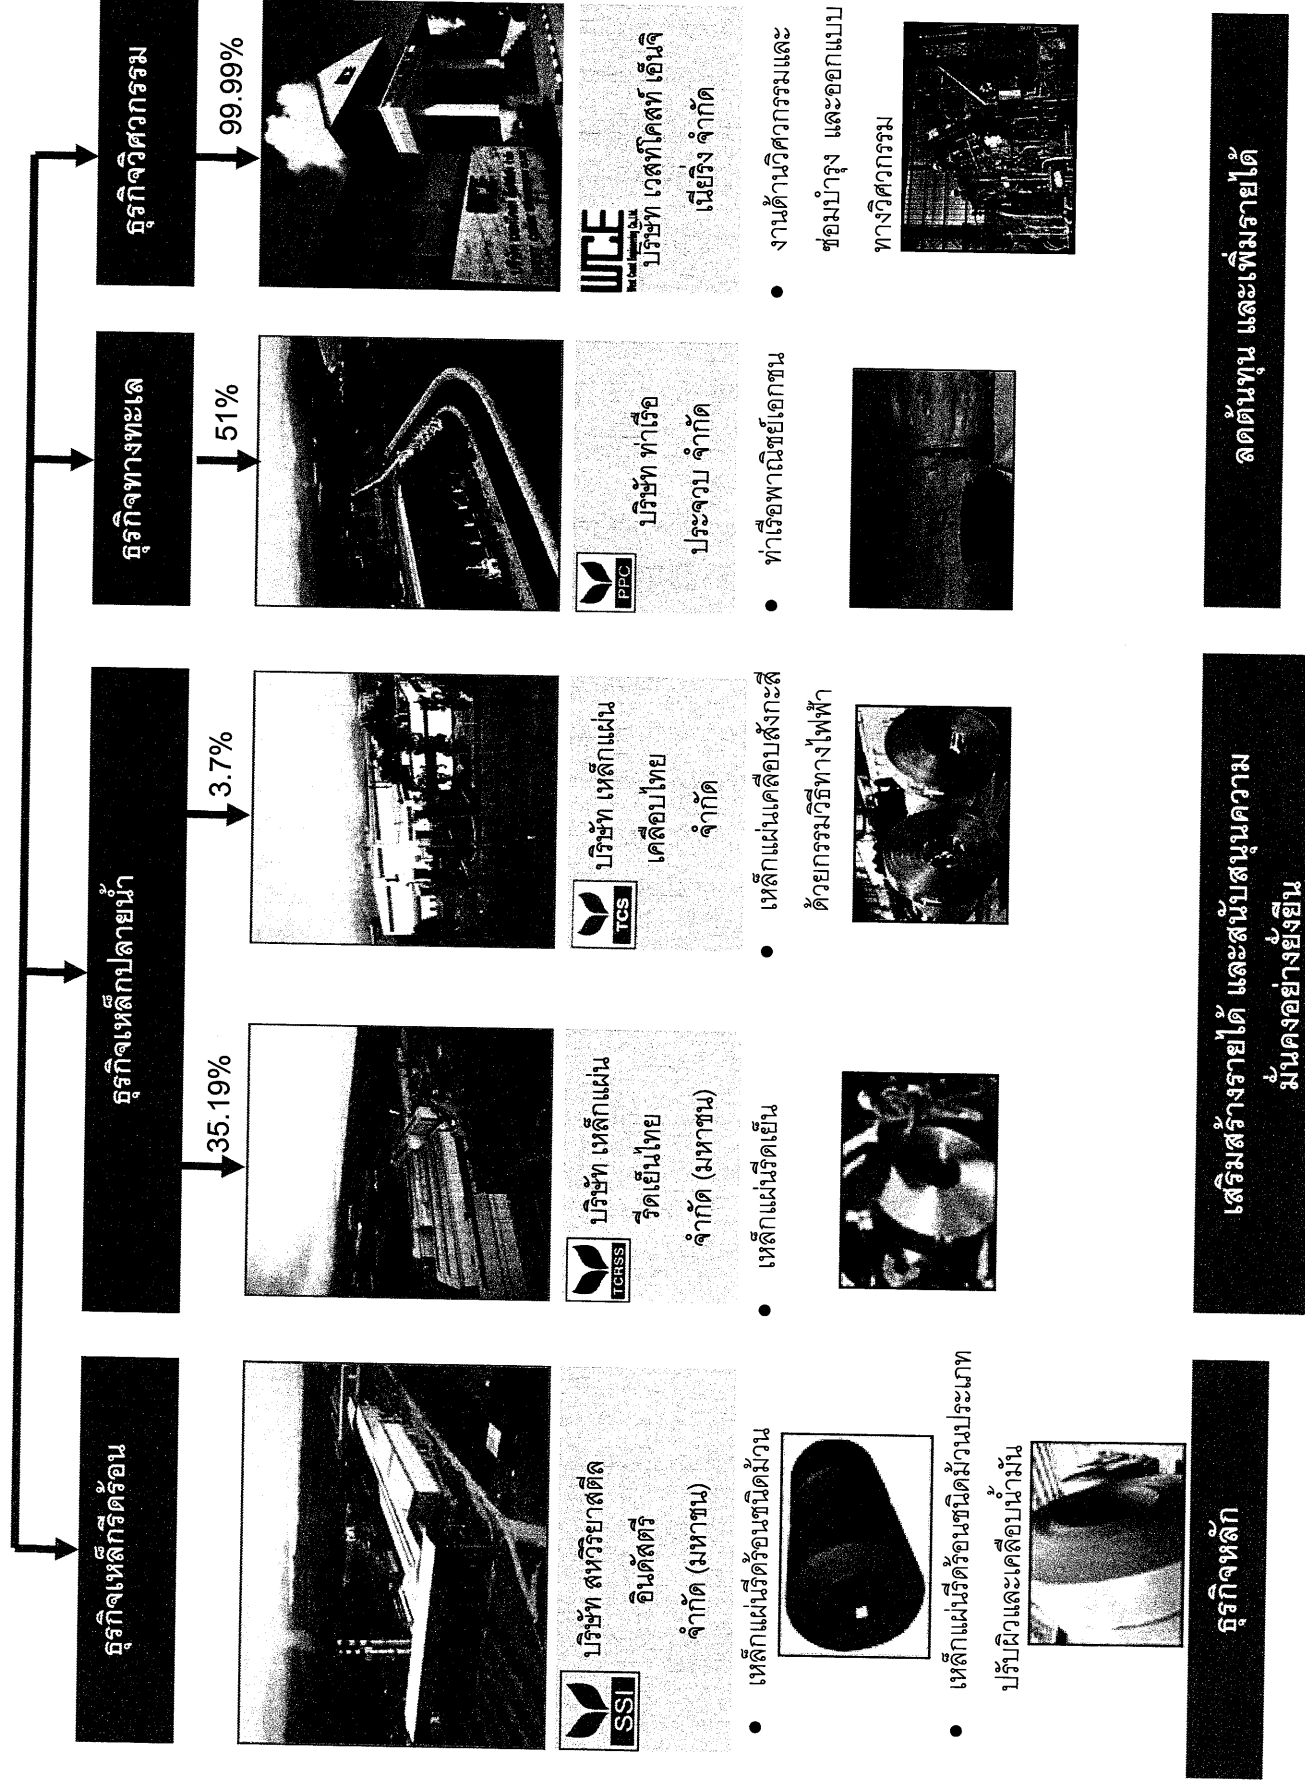 ธุรกิจเหล็กรีดร้อน
ธุรกิจเหล็กปลายน้ำ
ธุรกิจทางทะเล
ธุรกิจวิศวกรรม
35.19%
3.7%
51%
99.99%
SSI
บริษัท สหวิริยาสตีล
อินดัสตรี
จำกัด (มหาชน)
TCRSS
บริษัท เหล็กแผ่น
รีดเย็นไทย
จำกัด (มหาชน)
TCS
บริษัท เหล็กแผ่น
เคลือบไทย
จำกัด
PPC
บริษัท ท่าเรือ
ประจวบ จำกัด
WCE
West Coast Engineering Co.,Ltd.
บริษัท เวสท์โคสท์ เอ็นจิ
เนียริง จำกัด
• เหล็กแผ่นรีดร้อนชนิดม้วน
• เหล็กแผ่นรีดร้อนชนิดม้วนประเภท
ปรับผิวและเคลือบน้ำมัน
• เหล็กแผ่นรีดเย็น
• เหล็กแผ่นเคลือบสังกะสี
ด้วยกรรมวิธีทางไฟฟ้า
• ท่าเรือพาณิชย์เอกชน
• งานด้านวิศวกรรมและ
ซ่อมบำรุง และออกแบบ
ทางวิศวกรรม
ธุรกิจหลัก
เสริมสร้างรายได้ และสนับสนุนความ
มั่นคงอย่างยั่งยืน
ลดต้นทุน และเพิ่มรายได้